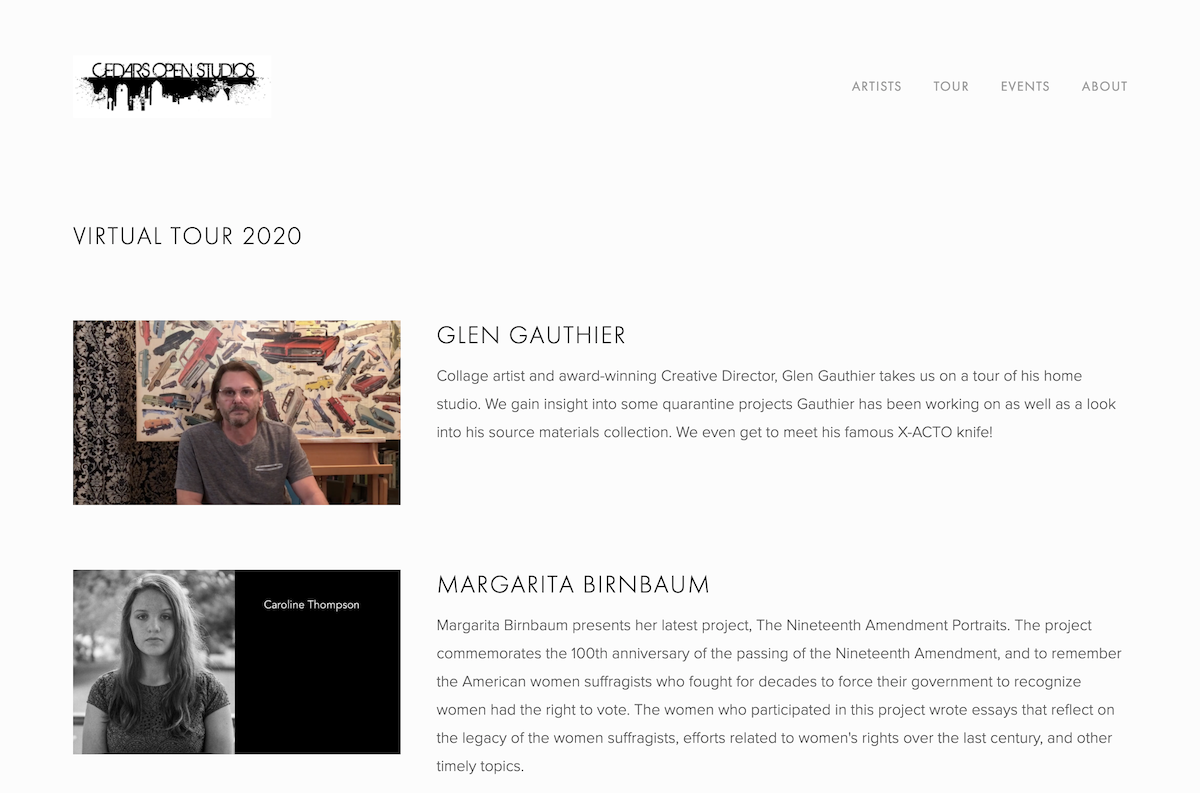 CEDARS OPEN STUDIOS
ARTISTS TOUR EVENTS ABOUT
VIRTUAL TOUR 2020
GLEN GAUTHIER
Collage artist and award-winning Creative Director, Glen Gauthier takes us on a tour of his home
studio. We gain insight into some quarantine projects Gauthier has been working on as well as a look
into his source materials collection. We even get to meet his famous X-ACTO knife!
Caroline Thompson
MARGARITA BIRNBAUM
Margarita Birnbaum presents her latest project, The Nineteenth Amendment Portraits. The project
commemorates the 100th anniversary of the passing of the Nineteenth Amendment, and to remember
the American women suffragists who fought for decades to force their government to recognize
women had the right to vote. The women who participated in this project wrote essays that reflect on
the legacy of the women suffragists, efforts related to women's rights over the last century, and other
timely topics.